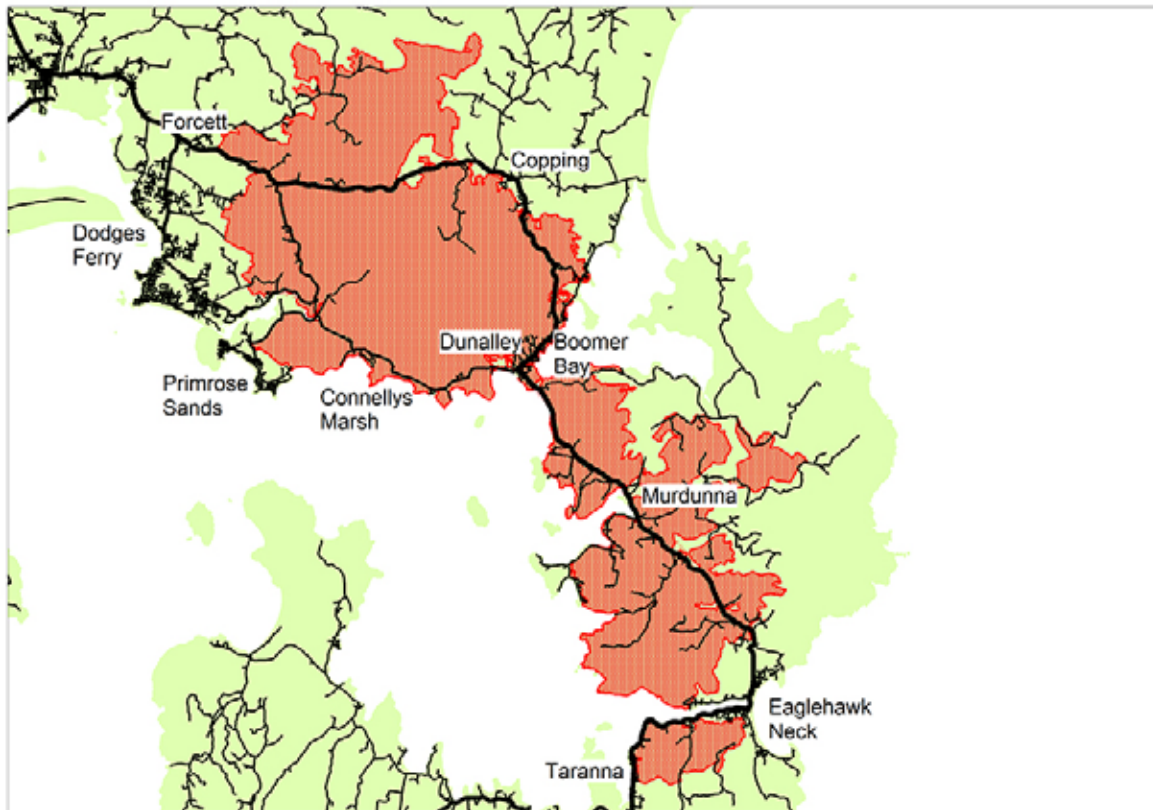 Forcett
Copping
Dodges
Ferry
Dunalley
Boomer
Bay
Primrose
Sands
Connellys
Marsh
Murdunna
Eaglehawk
Neck
Taranna